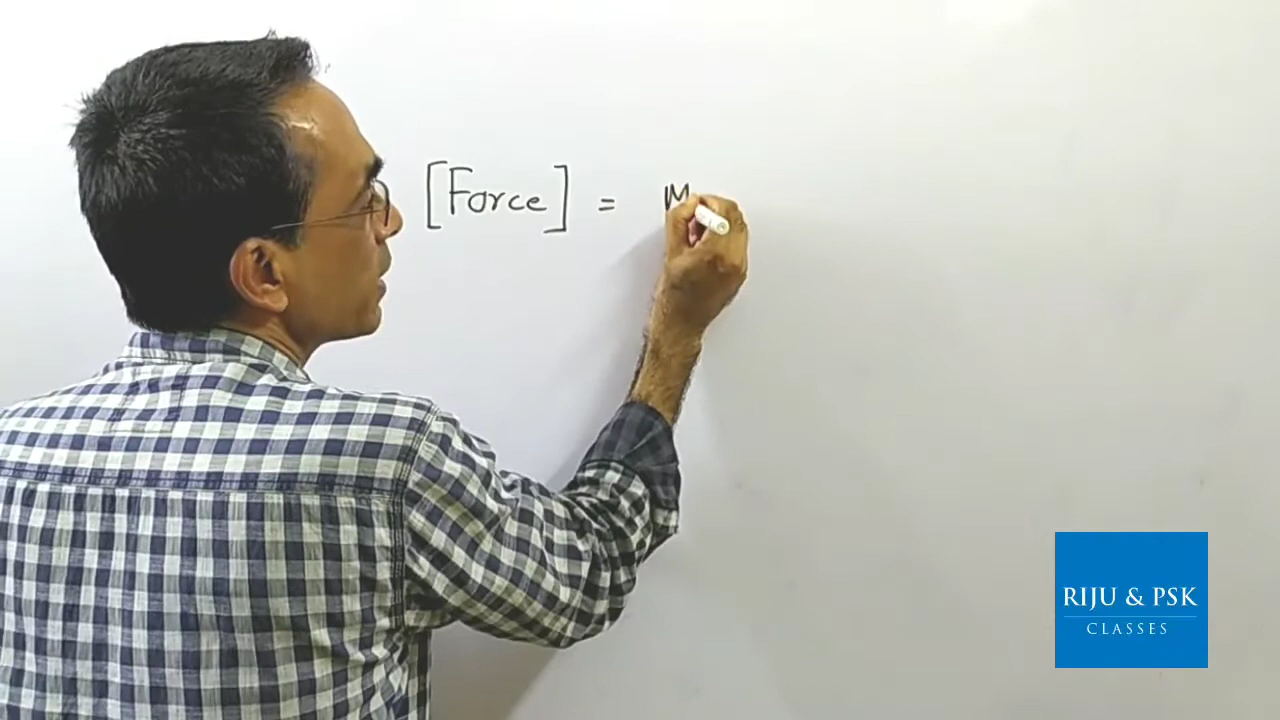 [Force] = M
RIJU & PSK
CLASSES